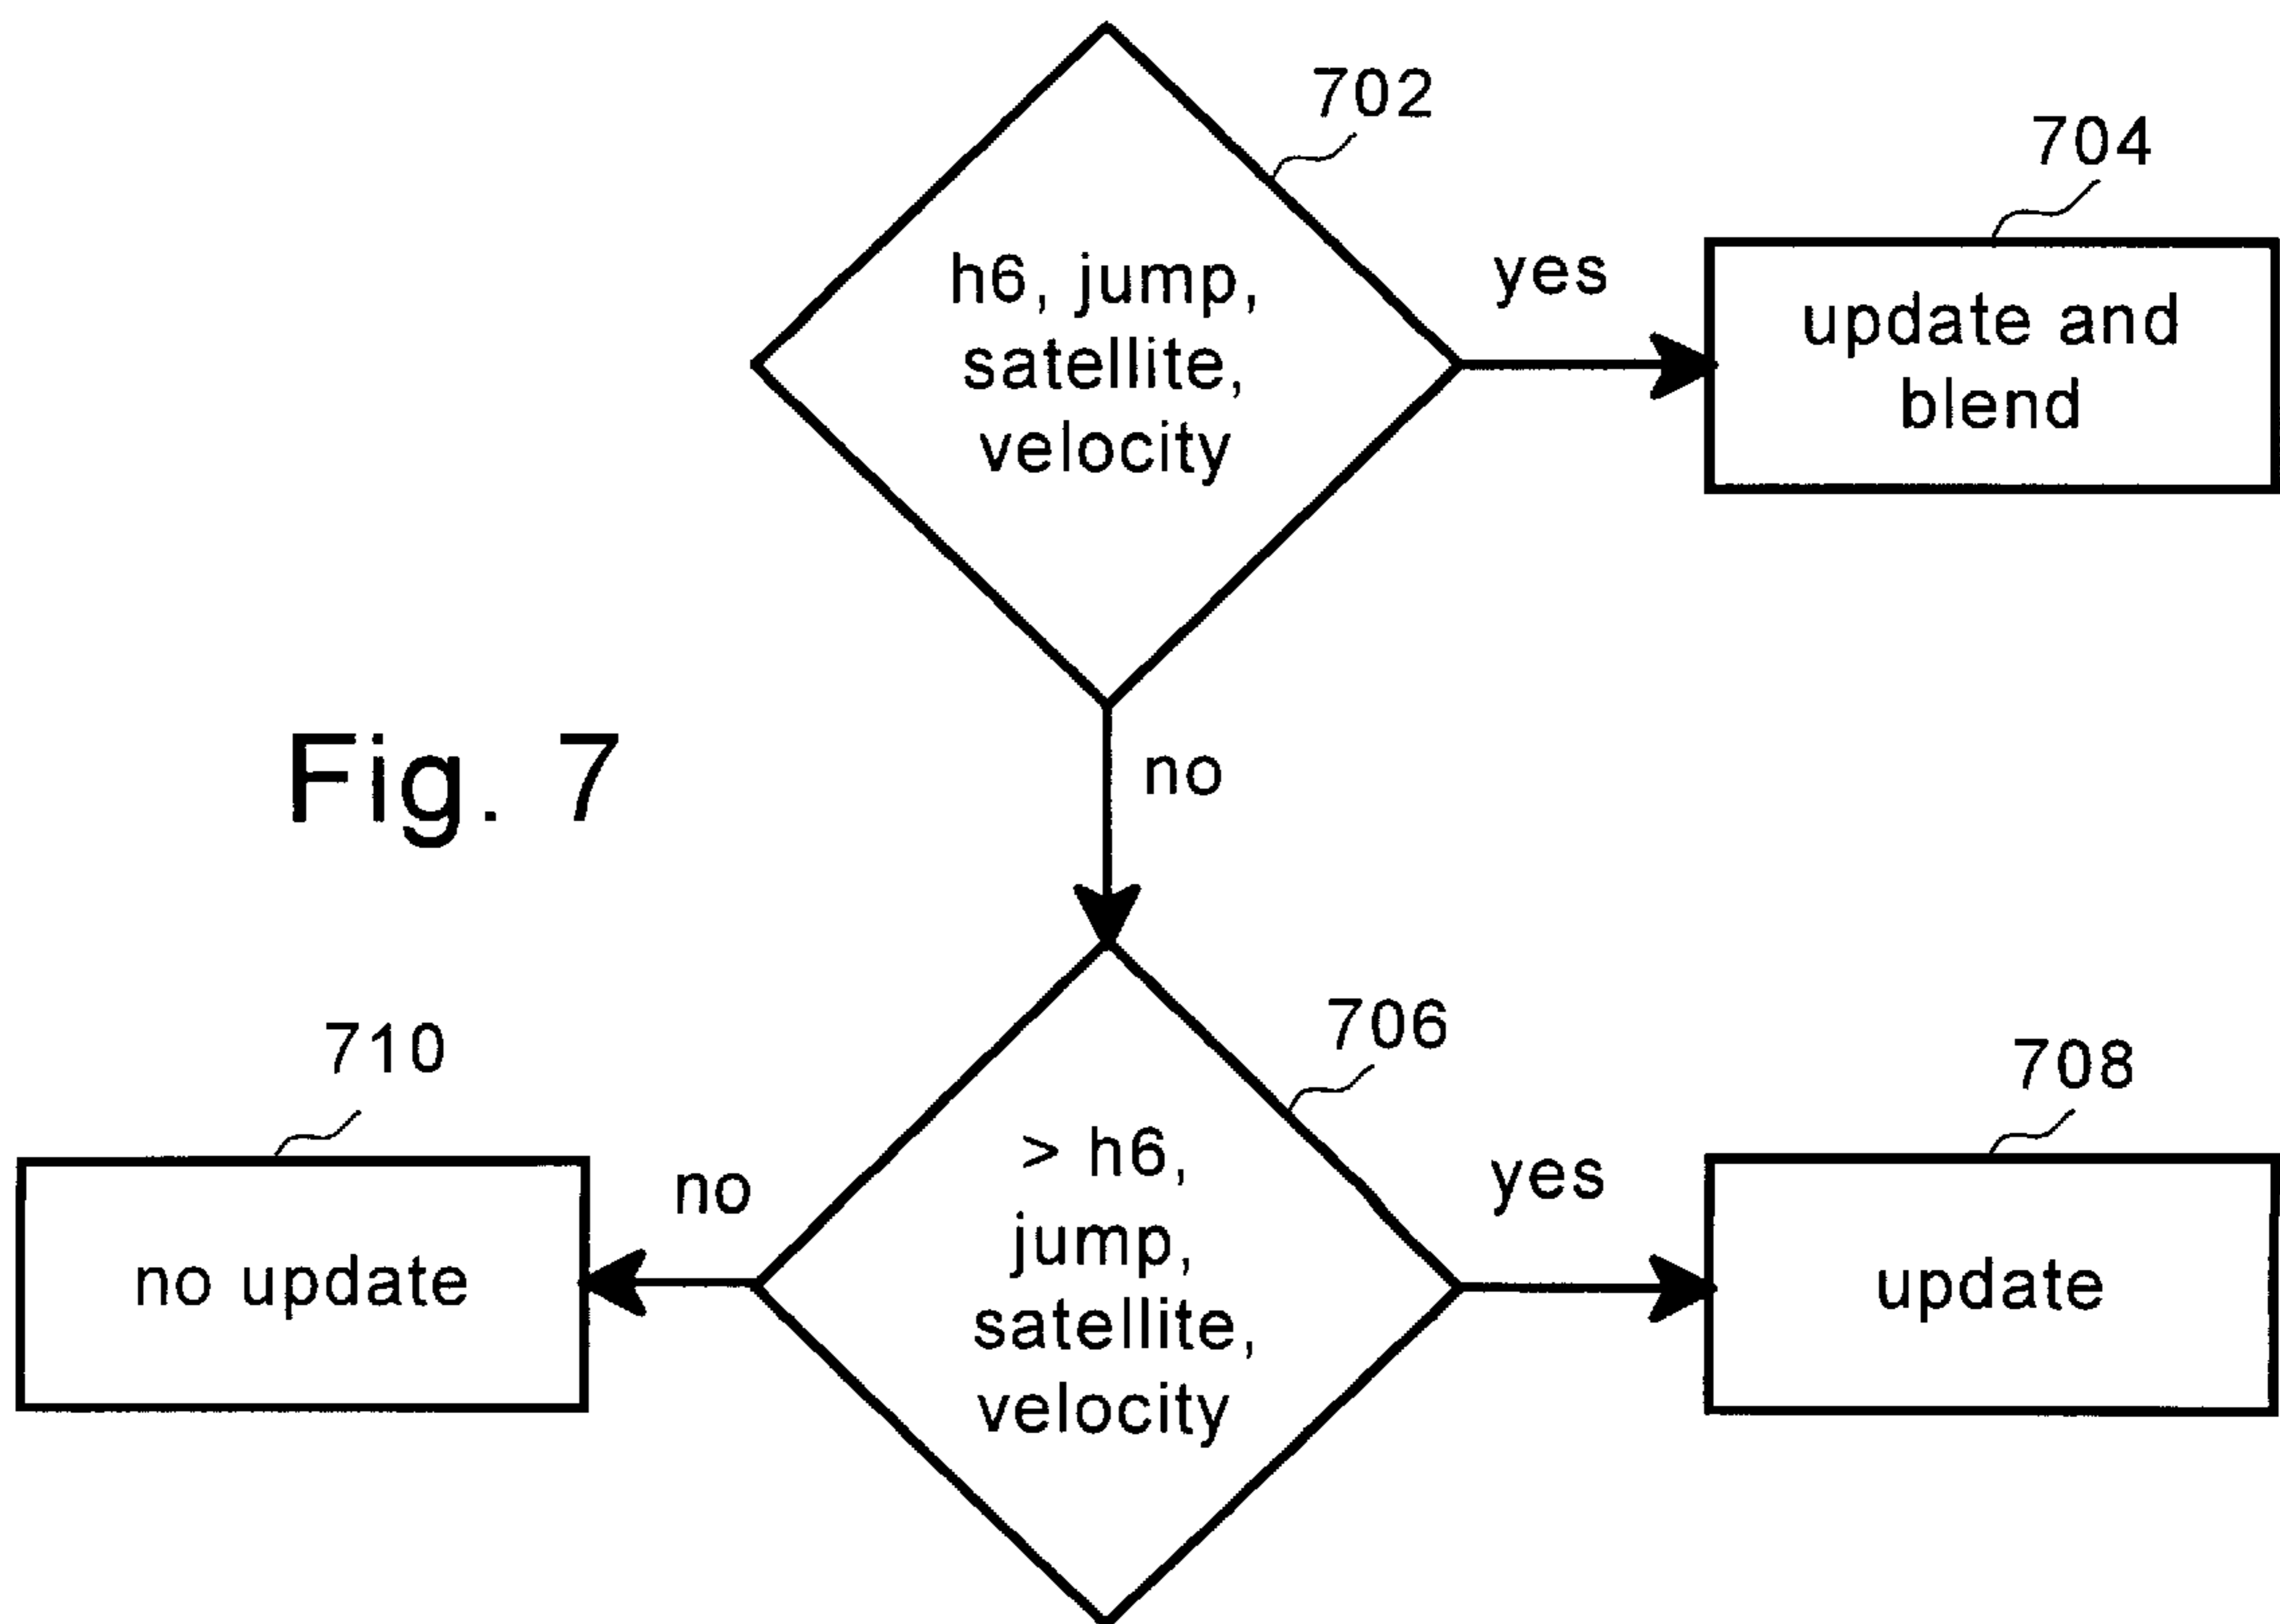 702
704
h6, jump,
satellite,
velocity
yes
update and
blend
Fig. 7
no
710
706
708
> h6,
jump,
satellite,
velocity
no
yes
no update
update